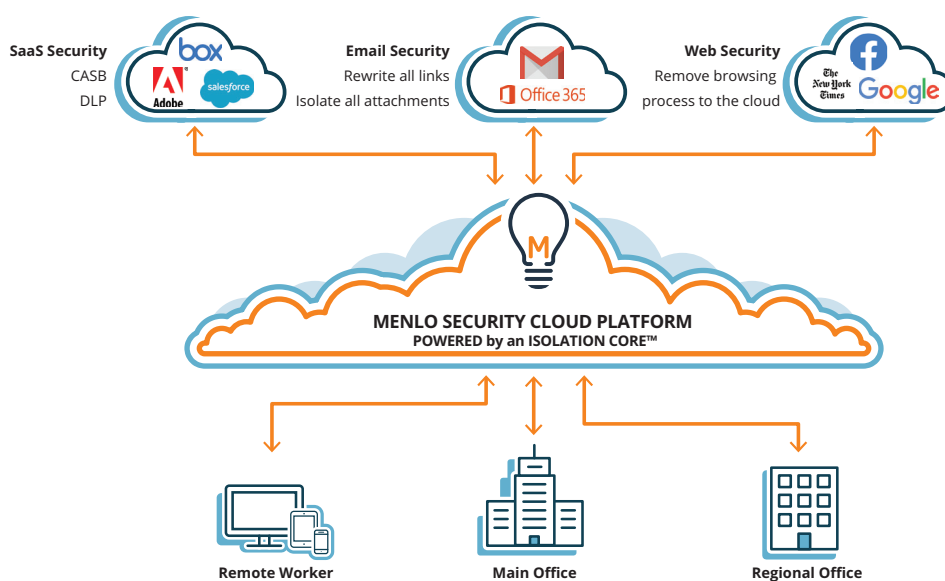 SaaS Security
CASB
DLP
box
Adobe®
salesforce
Email Security
Rewrite all links
Isolate all attachments
M
Office 365
Web Security
Remove browsing
process to the cloud
f
The
New York
Times
Google
M
MENLO SECURITY CLOUD PLATFORM
POWERED by an ISOLATION CORE™
Remote Worker
Main Office
Regional Office